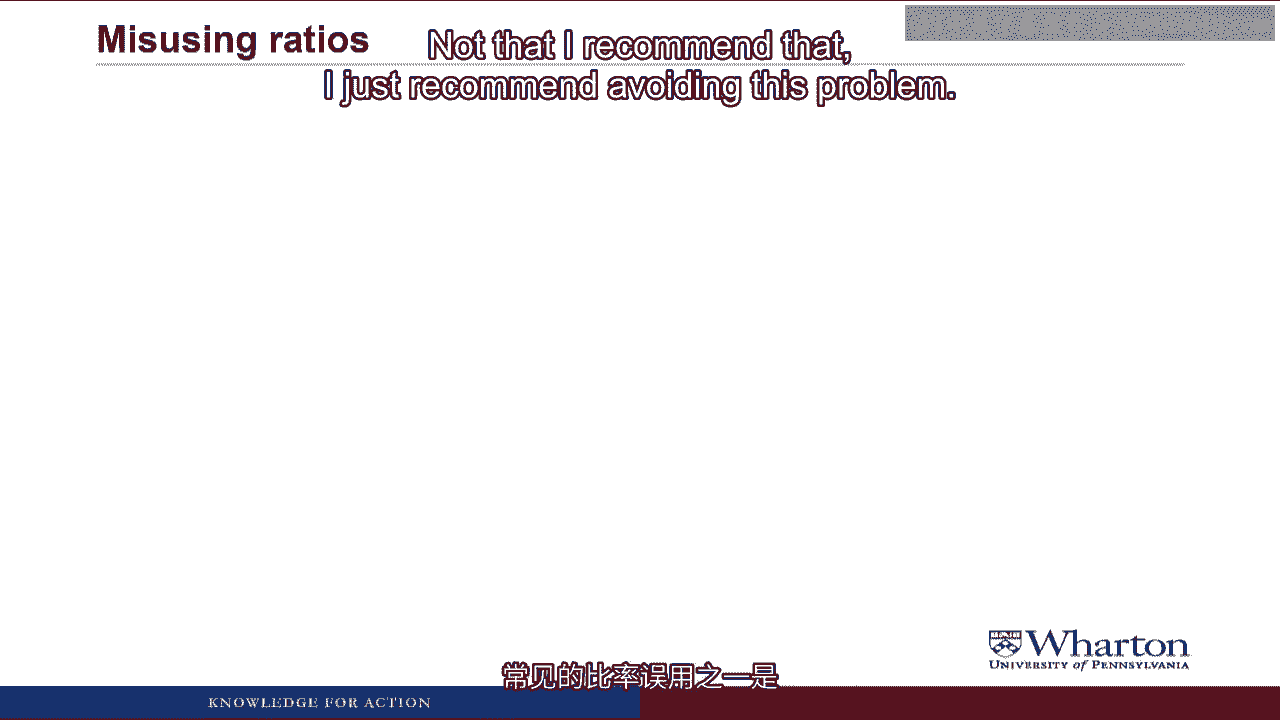 Misusing ratios
Not that I recommend that,
I just recommend avoiding this problem.
Wharton
UNIVERSITY of PENNSYLVANIA
常见的比率误用之一是
KNOWLEDGE FOR ACTION